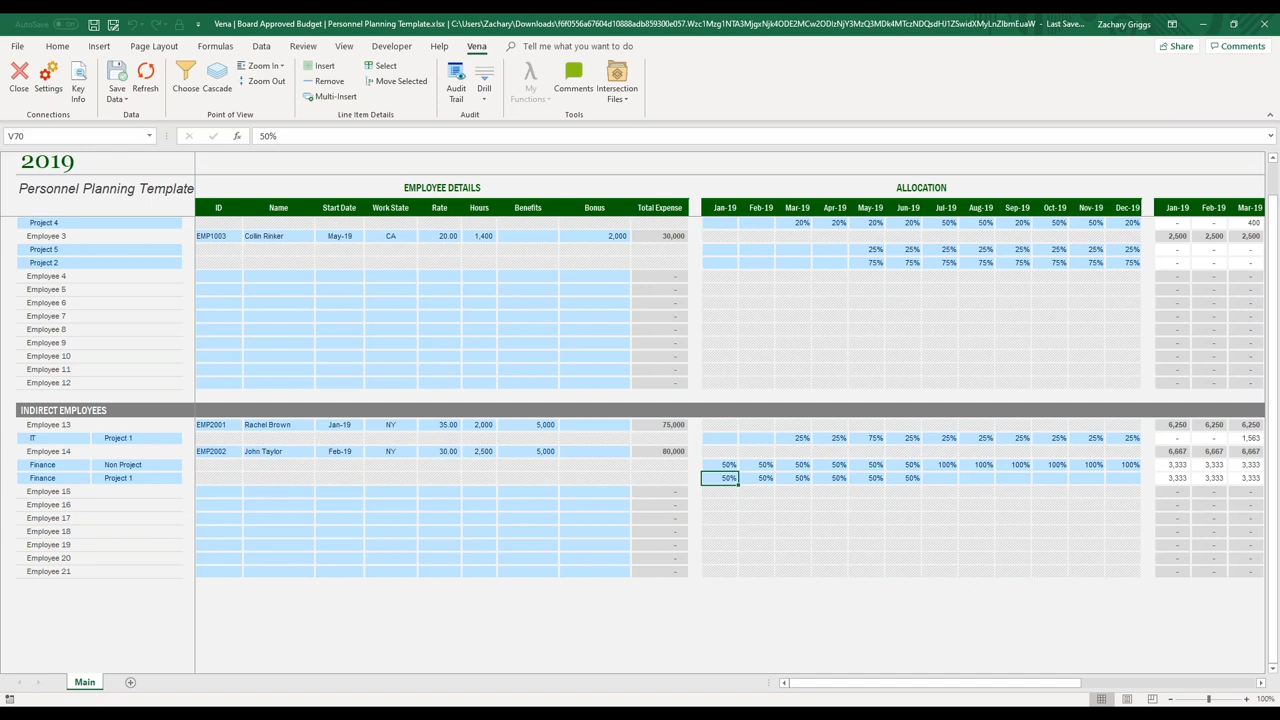 AutoSave Off Vena | Board Approved Budget | Personnel Planning Template.xlsx | C:\Users\Zachary\Downloads\ - Last Save... Zachary Griggs
File Home Insert Page Layout Formulas Data Review View Developer Help Vena Tell me what you want to do Share Comments
Close Settings Key Info Save Data Refresh Choose Cascade Zoom In Zoom Out Insert Remove Multi-Insert Select Move Selected Audit Trail Drill My Functions Comments Intersection Files
Connections Data Point of View Line Item Details Audit Tools
V70 fx 50%
2019
Personnel Planning Template EMPLOYEE DETAILS ALLOCATION
ID Name Start Date Work State Rate Hours Benefits Bonus Total Expense Jan-19 Feb-19 Mar-19 Apr-19 May-19 Jun-19 Jul-19 Aug-19 Sep-19 Oct-19 Nov-19 Dec-19 Jan-19 Feb-19 Mar-19
Project 4 20% 20% 20% 20% 50% 50% 20% 50% 50% 20% - - 400
Employee 3 EMP1003 Collin Rinker May-19 CA 20.00 1,400 2,000 30,000 2,500 2,500 2,500
Project 5 25% 25% 25% 25% 25% 25% 25% 25% - - -
Project 2 75% 75% 75% 75% 75% 75% 75% 75% - - -
Employee 4 - - - -
Employee 5 - - - -
Employee 6 - - - -
Employee 7 - - - -
Employee 8 - - - -
Employee 9 - - - -
Employee 10 - - - -
Employee 11 - - - -
Employee 12 - - - -
INDIRECT EMPLOYEES
Employee 13 EMP2001 Rachel Brown Jan-19 NY 35.00 2,000 5,000 75,000 6,250 6,250 6,250
IT Project 1 25% 25% 75% 25% 25% 25% 25% 25% 25% 25% - - 1,563
Employee 14 EMP2002 John Taylor Feb-19 NY 30.00 2,500 5,000 80,000 6,667 6,667 6,667
Finance Non Project 50% 50% 50% 50% 50% 50% 100% 100% 100% 100% 100% 100% 3,333 3,333 3,333
Finance Project 1 50% 50% 50% 50% 50% 50% 3,333 3,333 3,333
Employee 15 - - - -
Employee 16 - - - -
Employee 17 - - - -
Employee 18 - - - -
Employee 19 - - - -
Employee 20 - - - -
Employee 21 - - - -
Main
100%